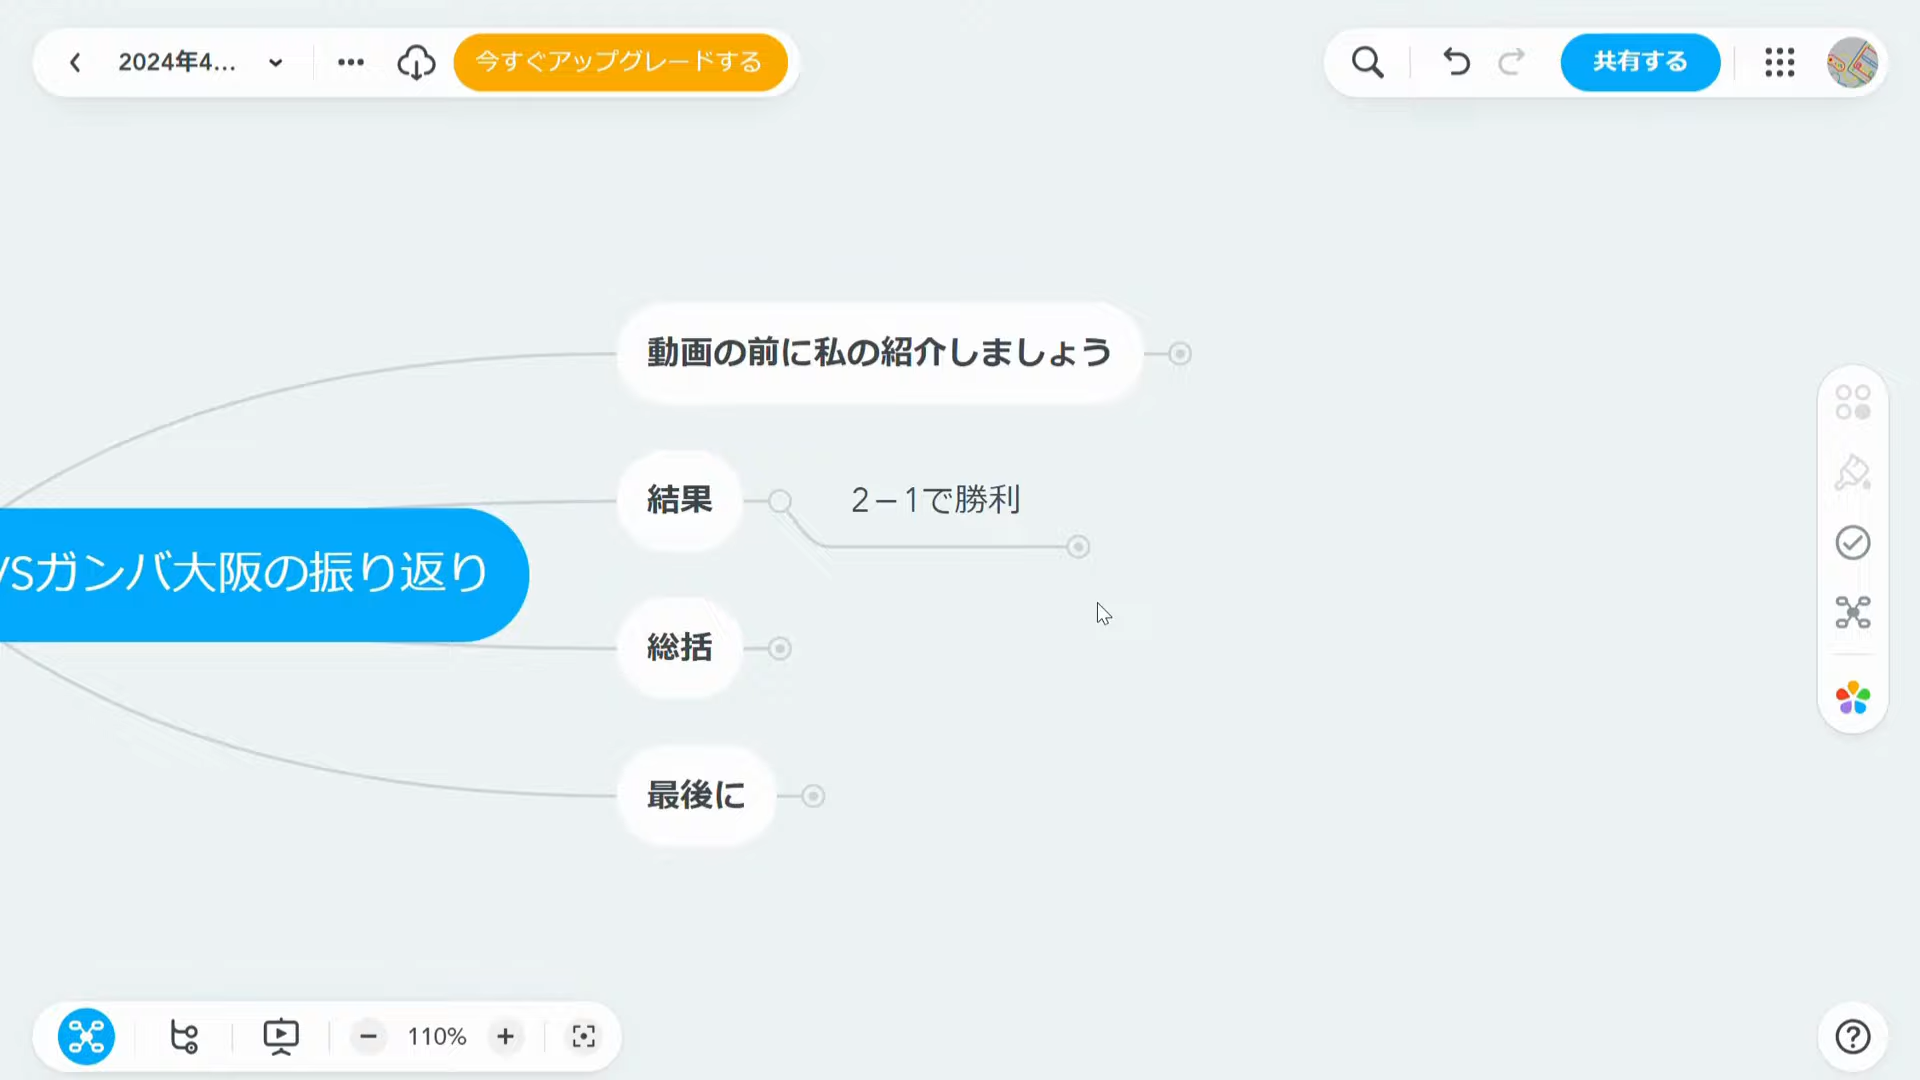 2024年4...
今すぐアップグレードする
共有する
動画の前に私の紹介しましょう
結果
2－1で勝利
VSガンバ大阪の振り返り
総括
最後に
110%